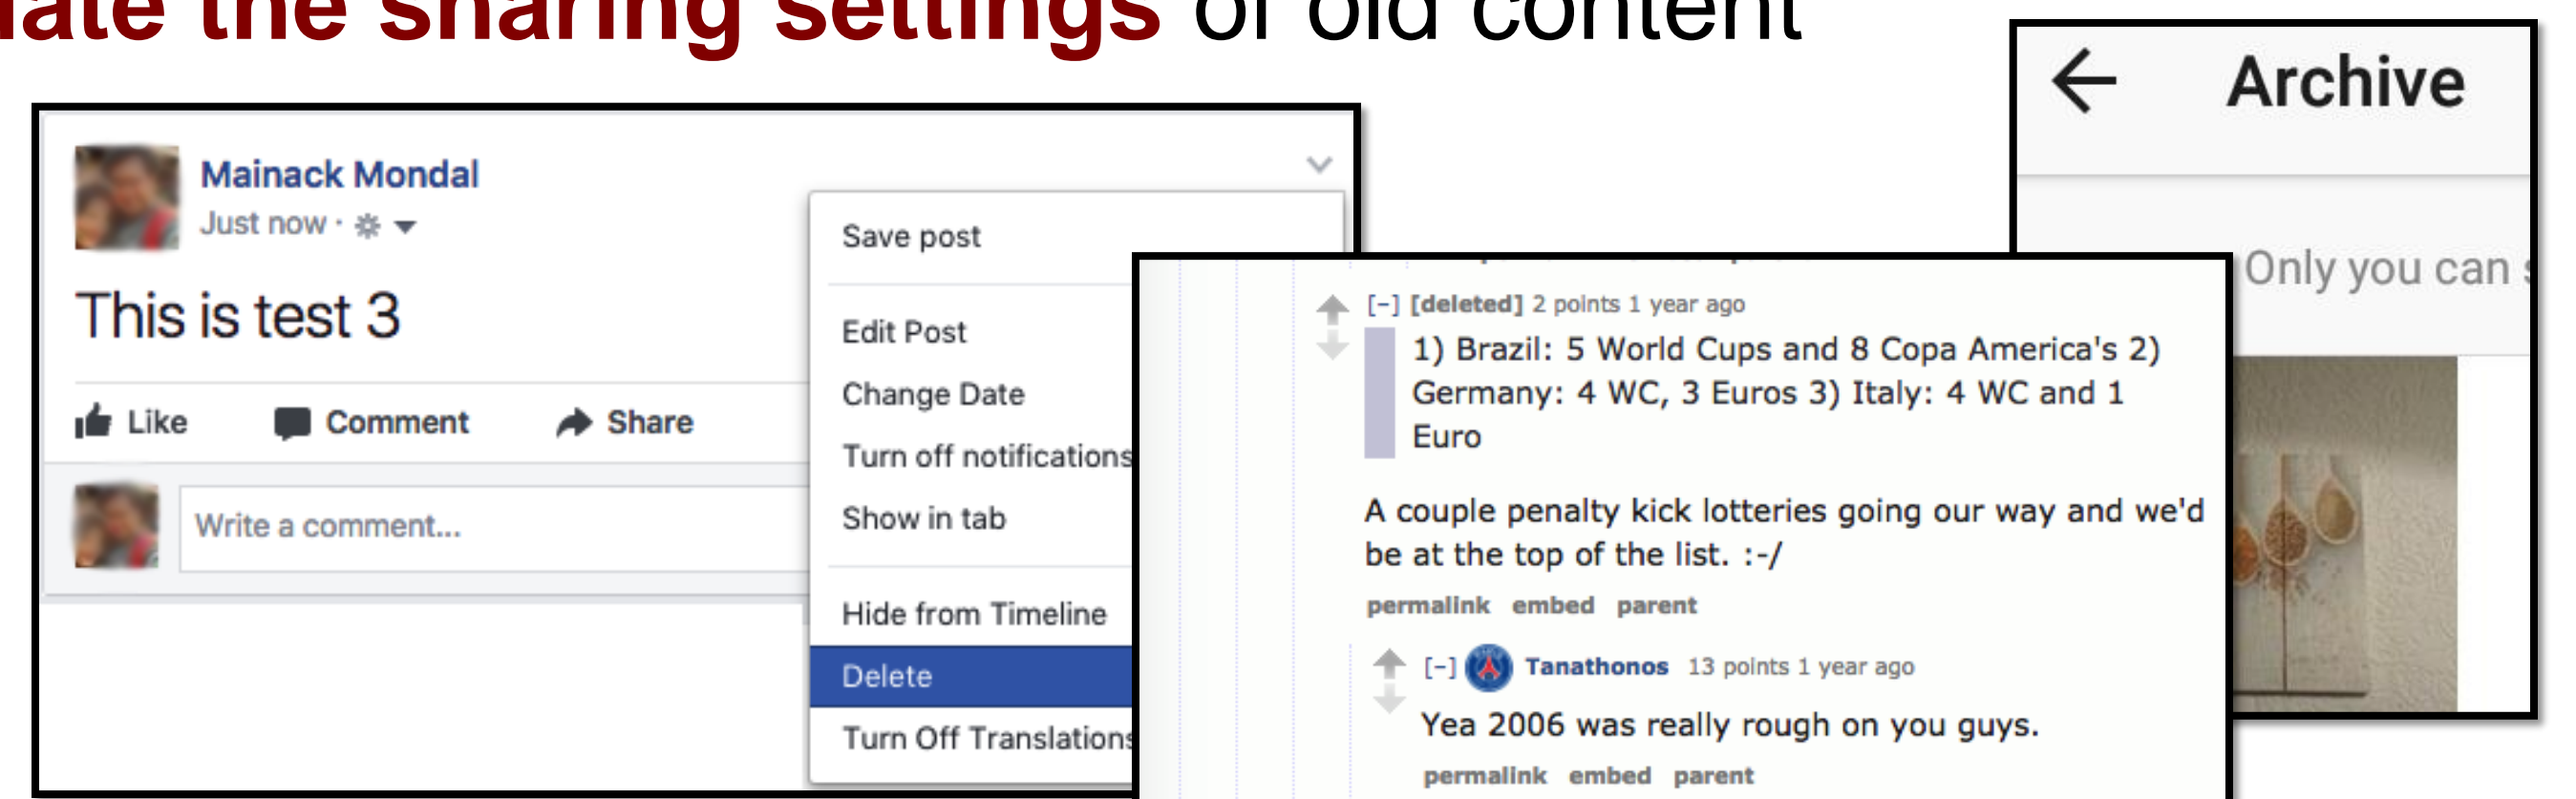 late the sharing settings of old content
Mainack Mondal
Just now ·
This is test 3
Like Comment Share
Write a comment...
Save post
Edit Post
Change Date
Turn off notifications
Show in tab
Hide from Timeline
Delete
Turn Off Translations
[–] [deleted] 2 points 1 year ago
1) Brazil: 5 World Cups and 8 Copa America's 2)
Germany: 4 WC, 3 Euros 3) Italy: 4 WC and 1
Euro
A couple penalty kick lotteries going our way and we'd
be at the top of the list. :-/
permalink embed parent
[–] Tanathonos 13 points 1 year ago
Yea 2006 was really rough on you guys.
permalink embed parent
Archive
Only you can